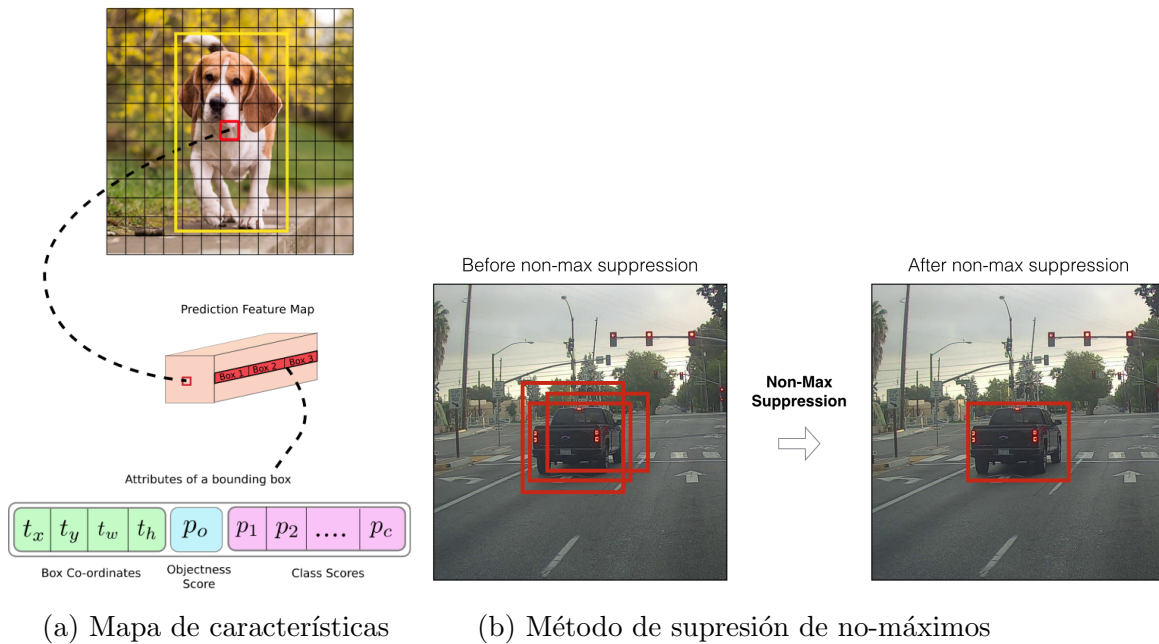 Prediction Feature Map
Box 1 Box 2 Box 3
Attributes of a bounding box
t_x t_y t_w t_h p_o p_1 p_2 .... p_c
Box Co-ordinates
Objectness
Score
Class Scores
(a) Mapa de características
Before non-max suppression
Non-Max
Suppression
After non-max suppression
(b) Método de supresión de no-máximos